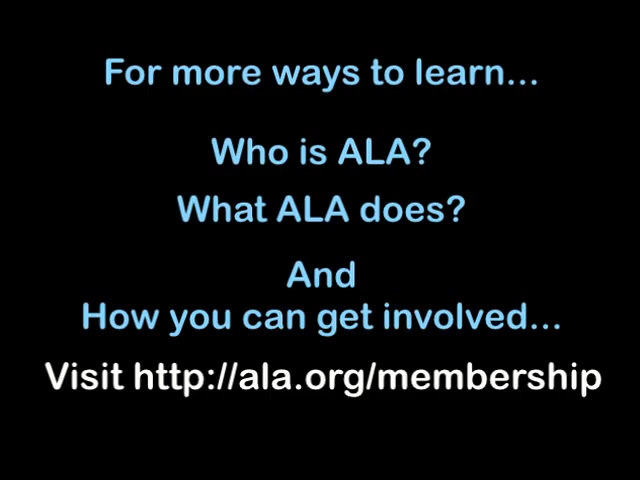 For more ways to learn...
Who is ALA?
What ALA does?
And
How you can get involved...
Visit http://ala.org/membership